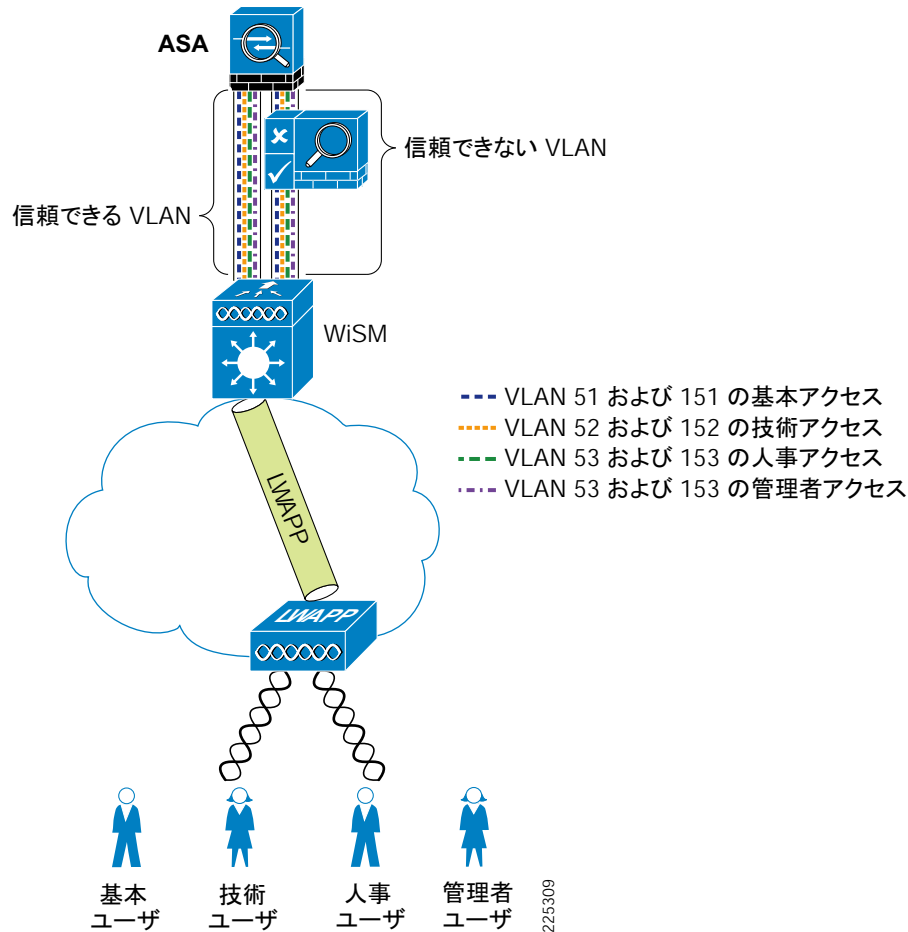 ASA
信頼できない VLAN
信頼できる VLAN
WiSM
VLAN 51 および 151 の基本アクセス
VLAN 52 および 152 の技術アクセス
VLAN 53 および 153 の人事アクセス
VLAN 53 および 153 の管理者アクセス
LWAPP
LWAPP
基本
ユーザ
技術
ユーザ
人事
ユーザ
管理者
ユーザ
225309